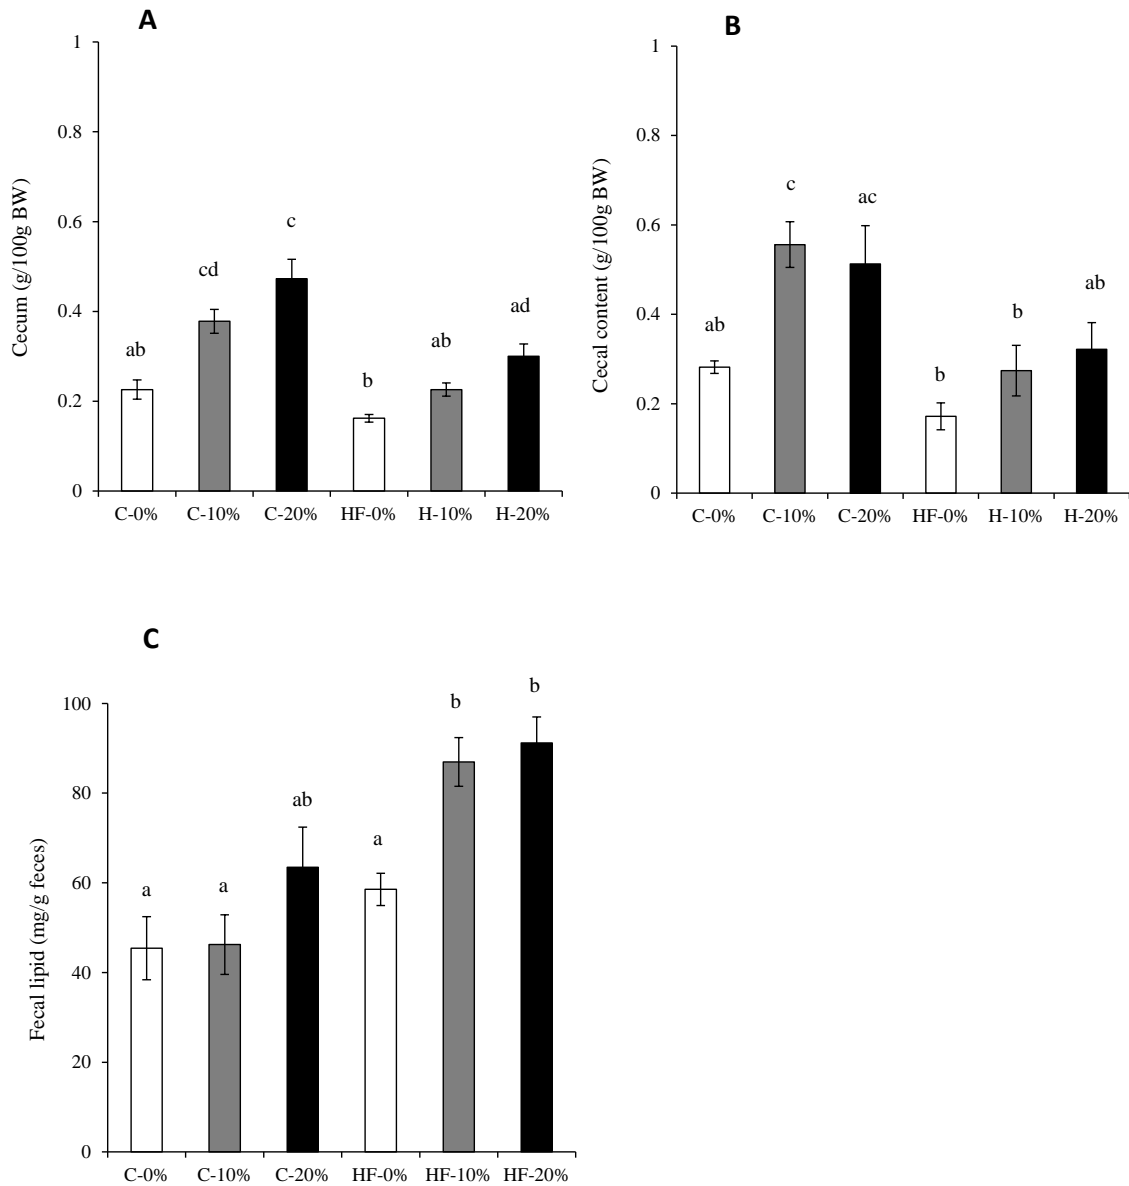 A
Cecum (g/100g BW)
1
0.8
0.6
0.4
0.2
0
ab
cd
c
b
ab
ad
C-0% C-10% C-20% HF-0% H-10% H-20%
B
Cecal content (g/100g BW)
1
0.8
0.6
0.4
0.2
0
ab
c
ac
b
b
ab
C-0% C-10% C-20% HF-0% H-10% H-20%
C
Fecal lipid (mg/g feces)
100
80
60
40
20
0
a
a
ab
a
b
b
C-0% C-10% C-20% HF-0% HF-10% HF-20%